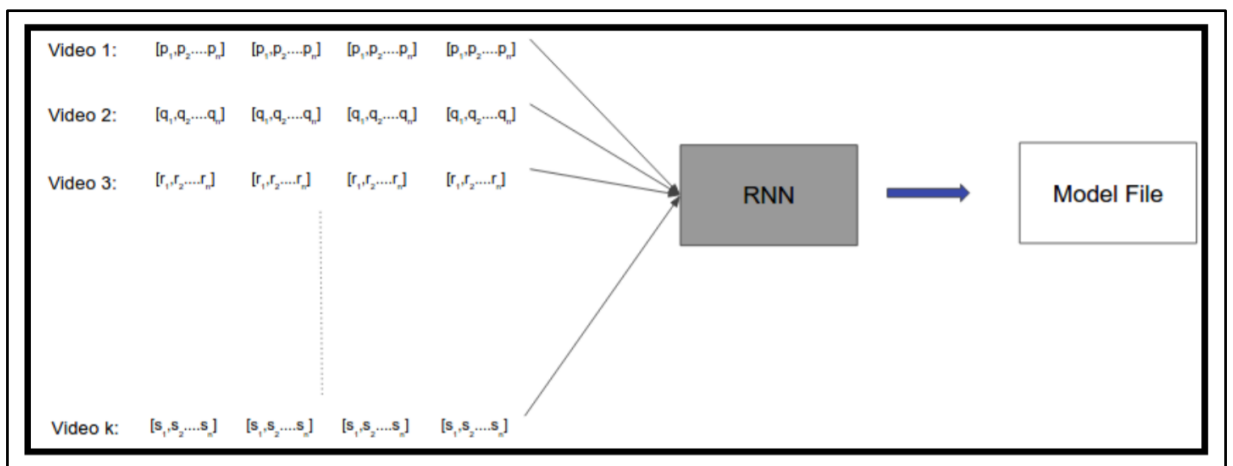 Video 1: [p₁,p₂....pₙ] [p₁,p₂....pₙ] [p₁,p₂....pₙ] [p₁,p₂....pₙ]
Video 2: [q₁,q₂....qₙ] [q₁,q₂....qₙ] [q₁,q₂....qₙ] [q₁,q₂....qₙ]
Video 3: [r₁,r₂....rₙ] [r₁,r₂....rₙ] [r₁,r₂....rₙ] [r₁,r₂....rₙ]
RNN
Model File
Video k: [s₁,s₂....sₙ] [s₁,s₂....sₙ] [s₁,s₂....sₙ] [s₁,s₂....sₙ]